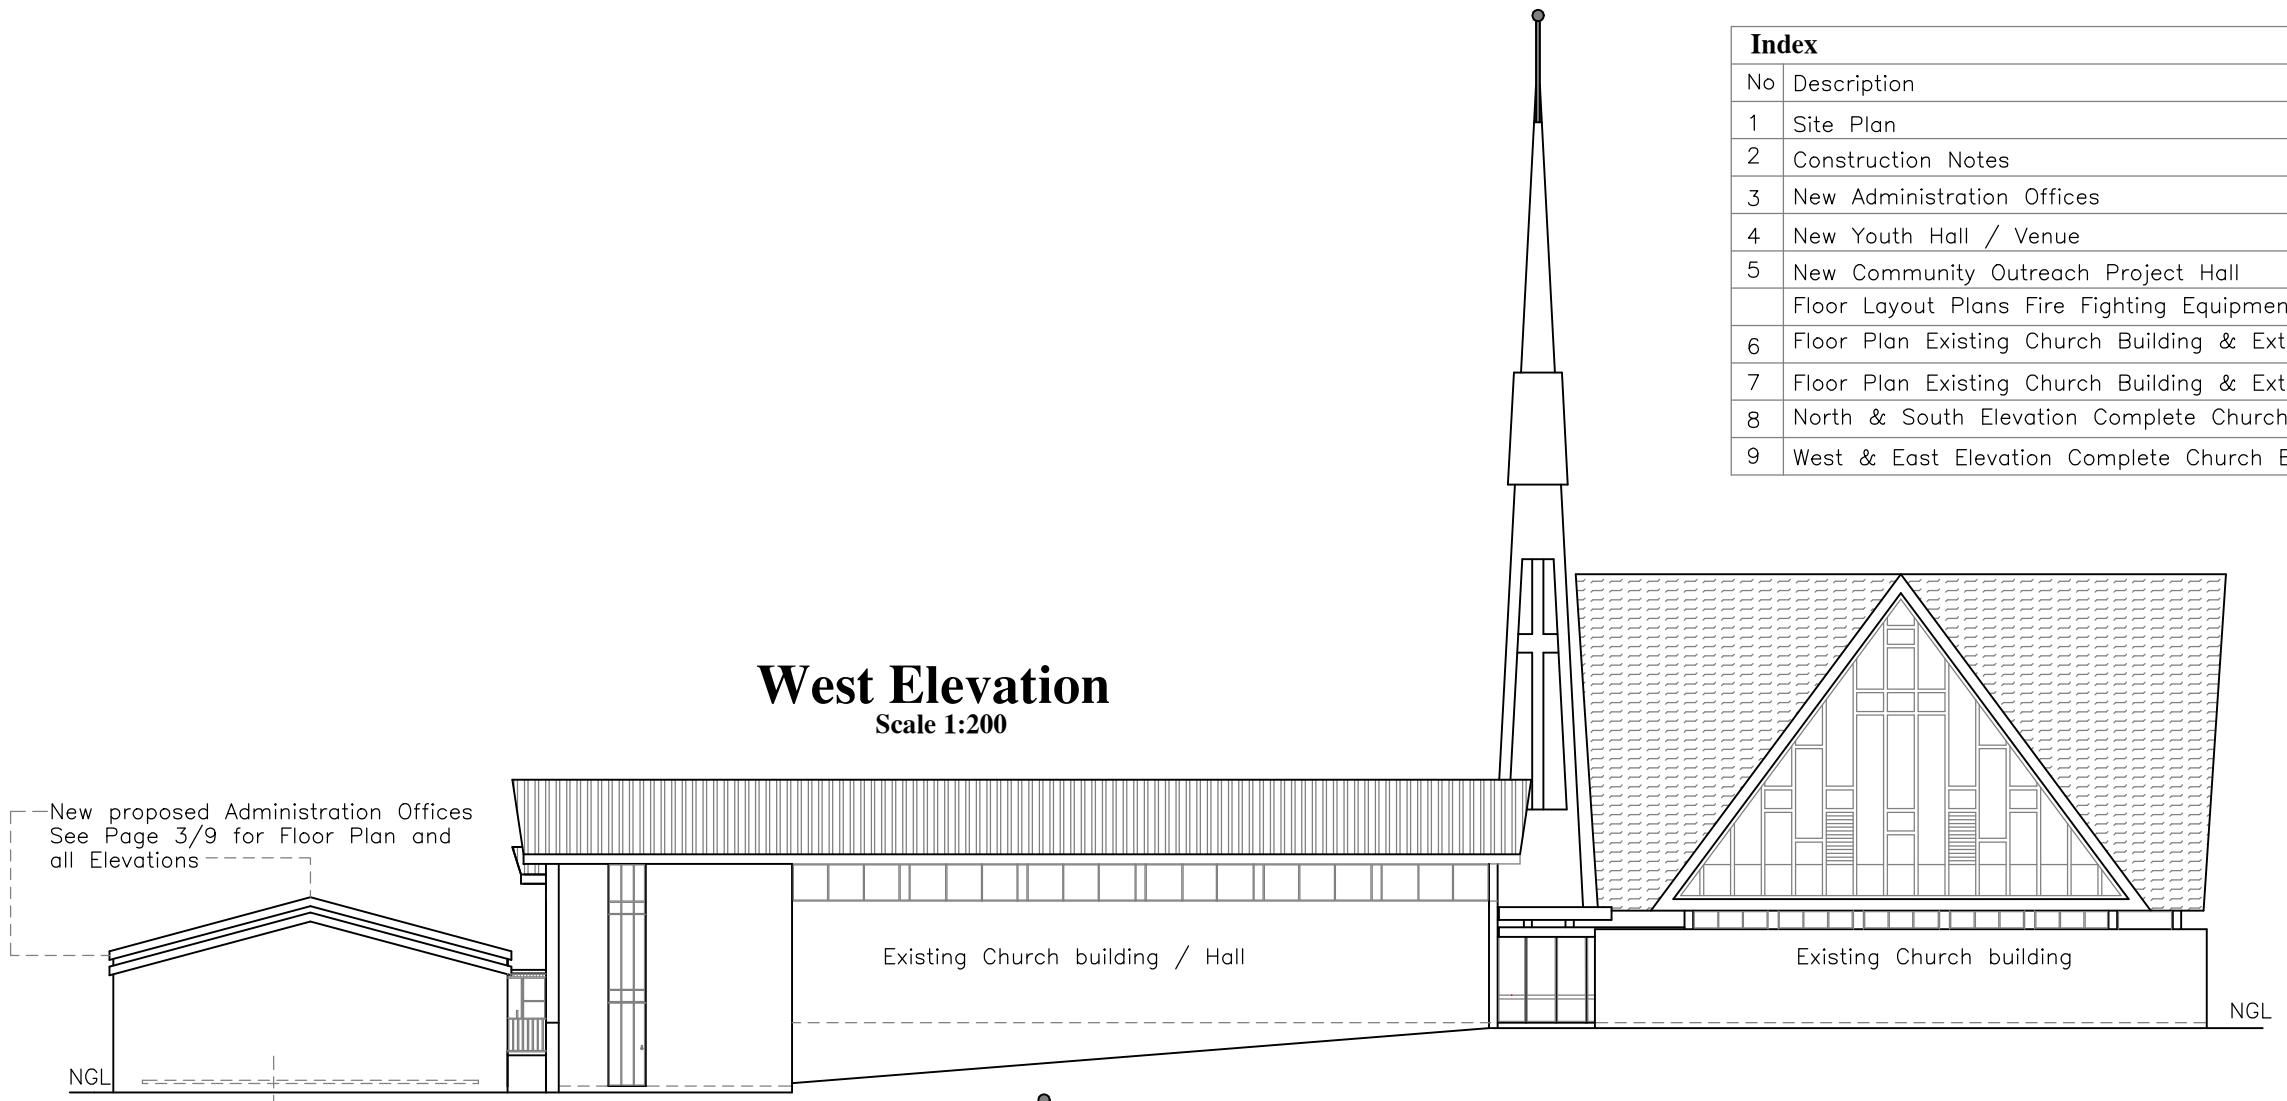 Index
No Description
1 Site Plan
2 Construction Notes
3 New Administration Offices
4 New Youth Hall / Venue
5 New Community Outreach Project Hall
Floor Layout Plans Fire Fighting
6 Floor Plan Existing Church Building &
7 Floor Plan Existing Church Building &
8 North & South Elevation Complete Church
9 West & East Elevation Complete Church
West Elevation
Scale 1:200
New proposed Administration Offices
See Page 3/9 for Floor Plan and
all Elevations
Existing Church building / Hall
Existing Church building
NGL
NGL